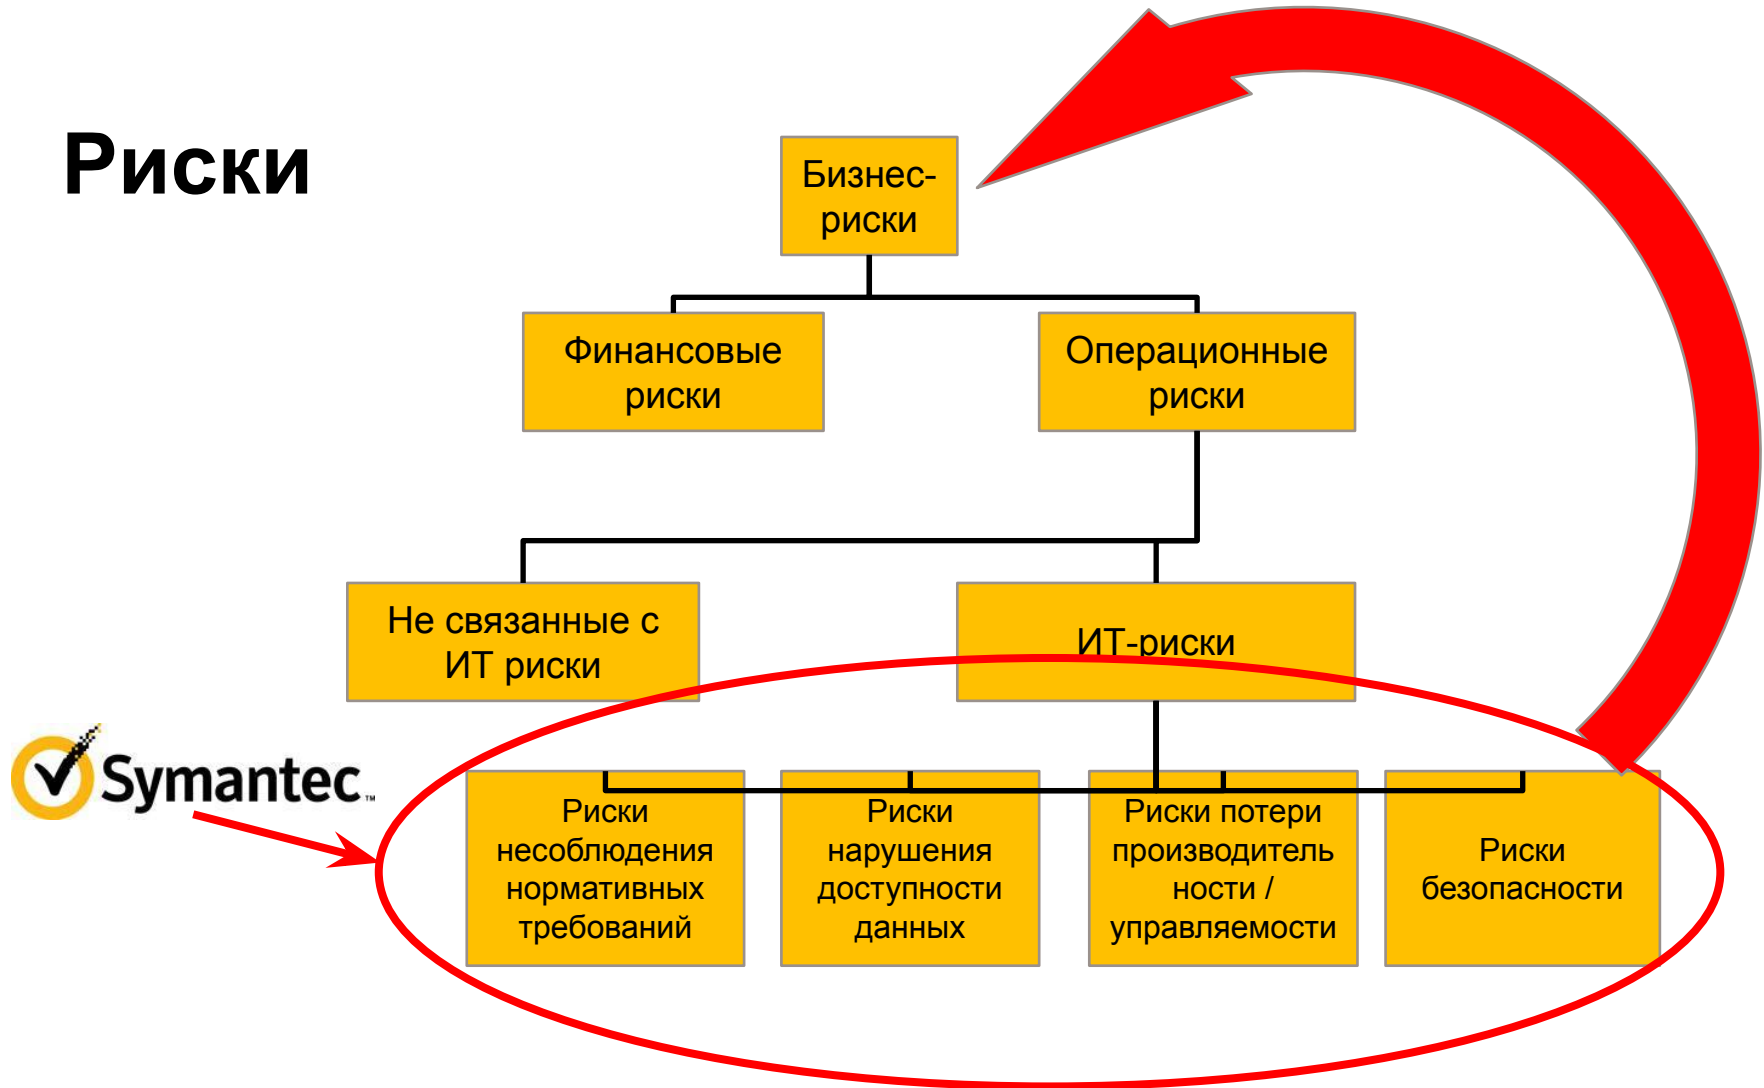 Риски
Бизнес-
риски
Финансовые
риски
Операционные
риски
Не связанные с
ИТ риски
ИТ-риски
Symantec™
Риски
несоблюдения
нормативных
требований
Риски
нарушения
доступности
данных
Риски потери
производитель
ности /
управляемости
Риски
безопасности